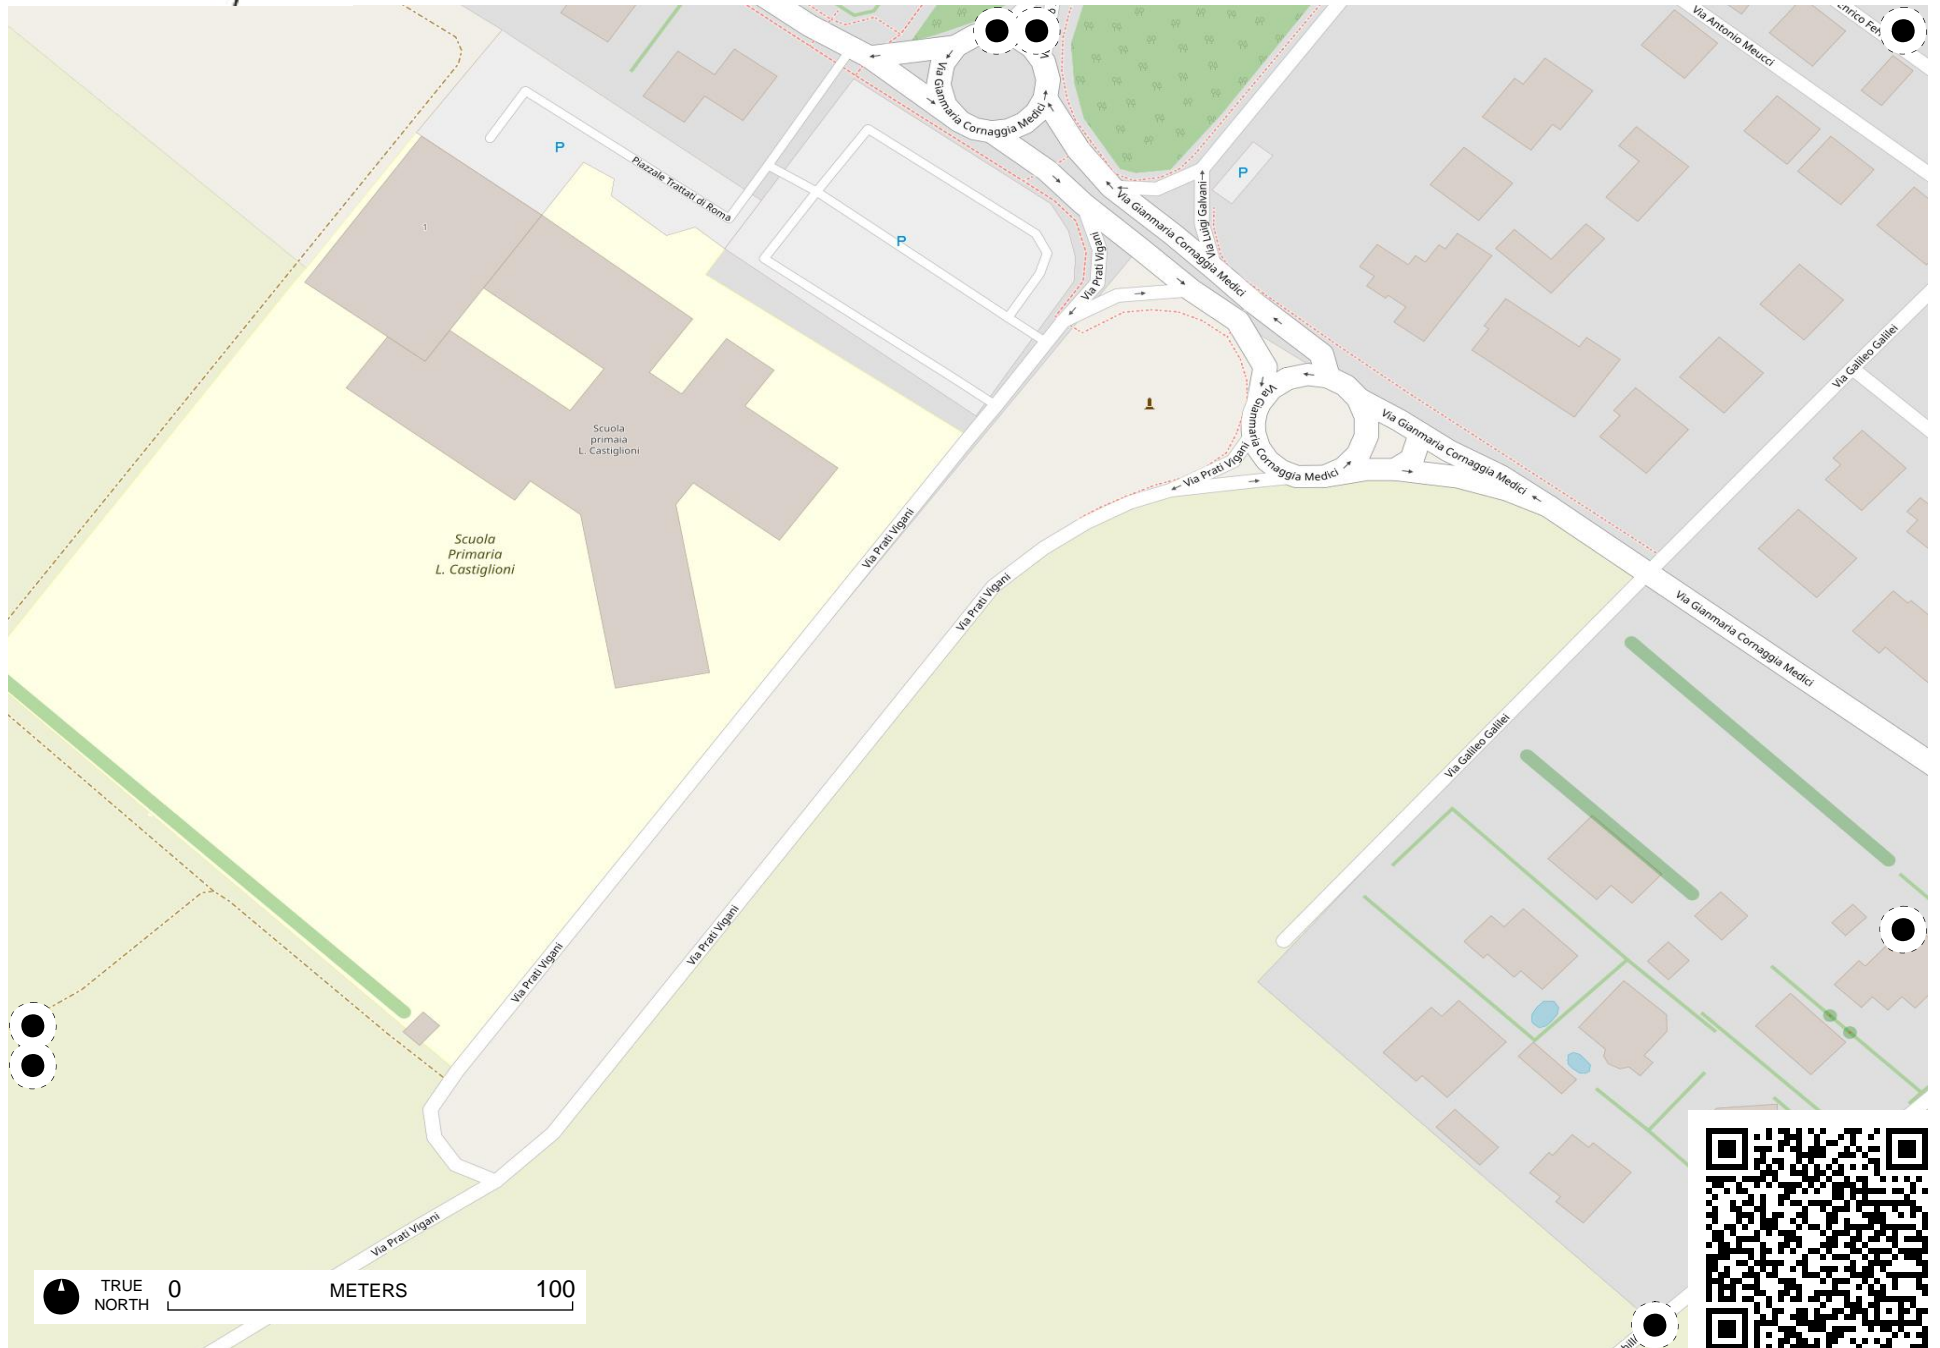 Via Antonio Meucci
Via Gianmaria Cornaggia Medici
P
Piazzale Trattati di Roma
P
P
1
Via Luigi Galvani
Via Gianmaria Cornaggia Medici
Via Prati Vigani
Via Galileo Galilei
Via Gianmaria Cornaggia Medici
Via Gianmaria Cornaggia Medici
Via Prati Vigani
Scuola
primaia
L. Castiglioni
Scuola
Primaria
L. Castiglioni
Via Prati Vigani
Via Prati Vigani
Via Gianmaria Cornaggia Medici
Via Galileo Galilei
Via Prati Vigani
Via Prati Vigani
Via Prati Vigani
TRUE
NORTH
0 METERS 100